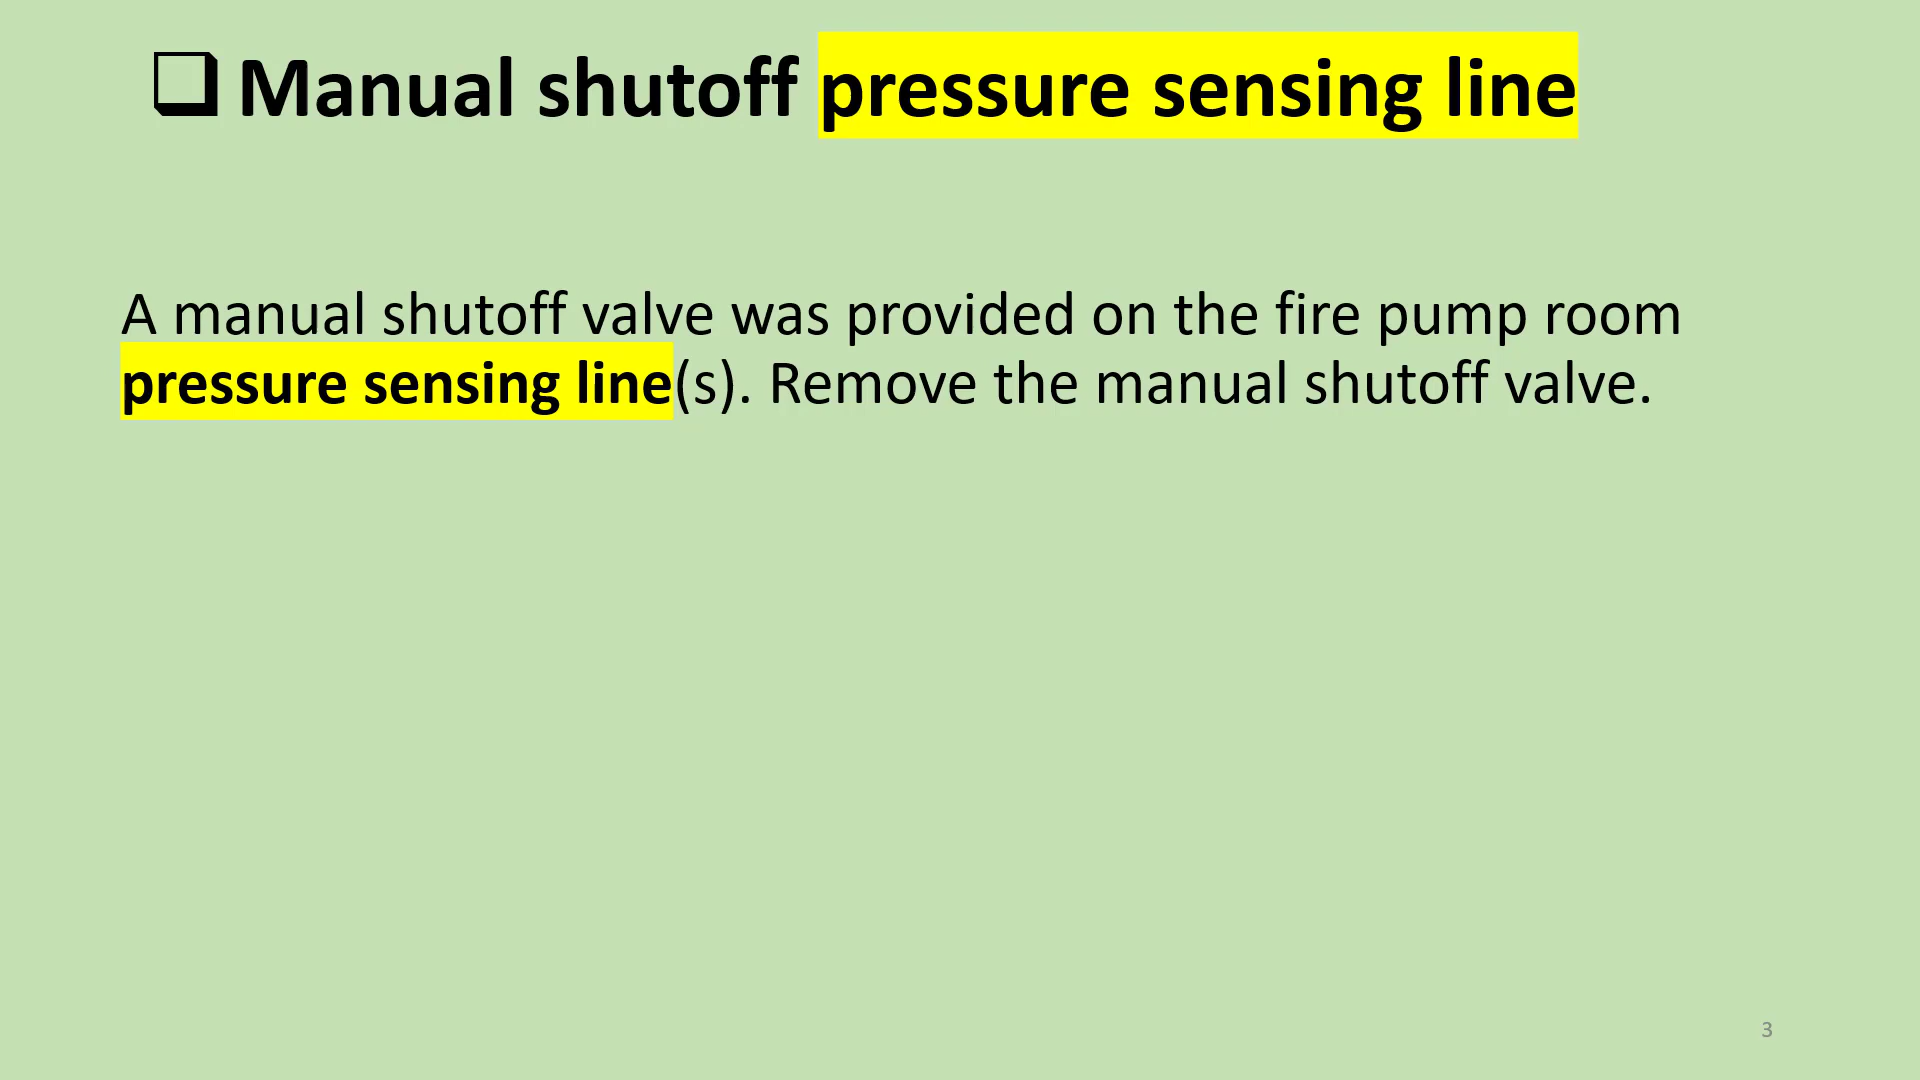 ❑ Manual shutoff pressure sensing line
A manual shutoff valve was provided on the fire pump room
pressure sensing line(s). Remove the manual shutoff valve.
3